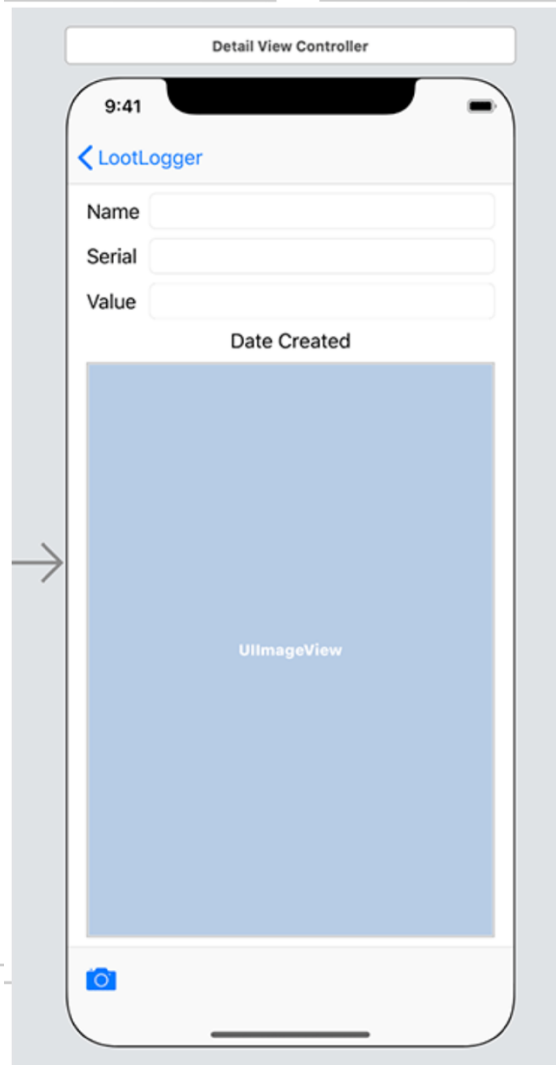 Detail View Controller
9:41
LootLogger
Name
Serial
Value
Date Created
UIImageView